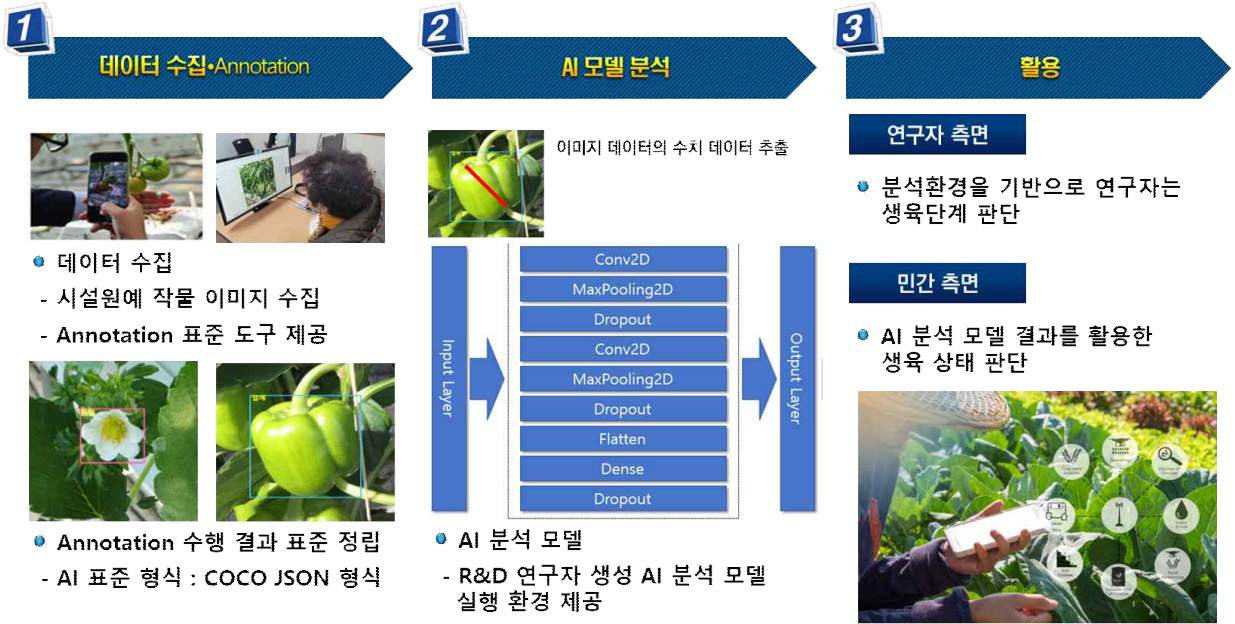 1
데이터 수집•Annotation
데이터 수집
- 시설원예 작물 이미지 수집
- Annotation 표준 도구 제공
열매
Annotation 수행 결과 표준 정립
- AI 표준 형식 : COCO JSON 형식
2
AI 모델 분석
이미지 데이터의 수치 데이터 추출
Input Layer
Conv2D
MaxPooling2D
Dropout
Conv2D
MaxPooling2D
Dropout
Flatten
Dense
Dropout
Output Layer
AI 분석 모델
- R&D 연구자 생성 AI 분석 모델
실행 환경 제공
3
활용
연구자 측면
분석환경을 기반으로 연구자는
생육단계 판단
민간 측면
AI 분석 모델 결과를 활용한
생육 상태 판단